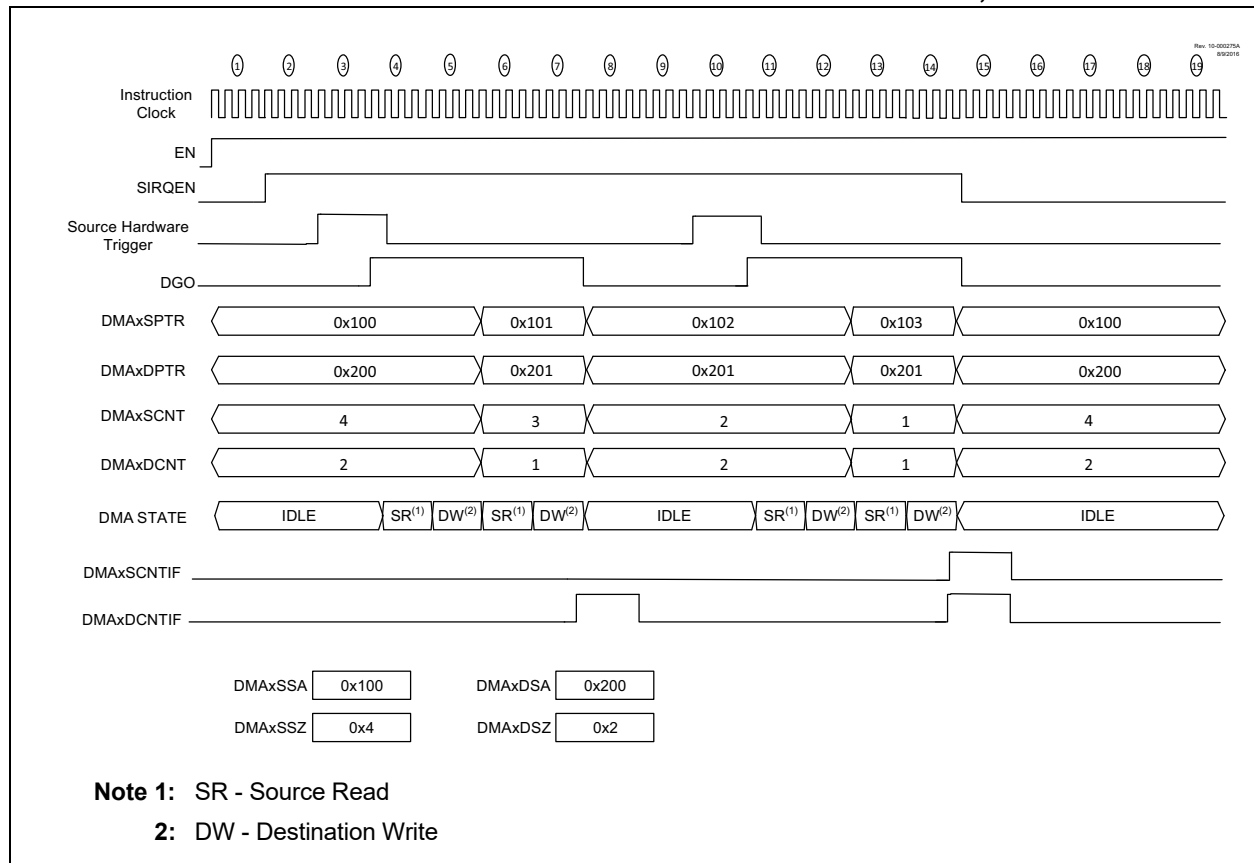 Rev. 10-000275A
8/9/2016
1 2 3 4 5 6 7 8 9 10 11 12 13 14 15 16 17 18 19
Instruction
Clock
EN
SIRQEN
Source Hardware
Trigger
DGO
DMAxSPTR 0x100 0x101 0x102 0x103 0x100
DMAxDPTR 0x200 0x201 0x201 0x201 0x200
DMAxSCNT 4 3 2 1 4
DMAxDCNT 2 1 2 1 2
DMA STATE IDLE SR(1) DW(2) SR(1) DW(2) IDLE SR(1) DW(2) SR(1) DW(2) IDLE
DMAxSCNTIF
DMAxDCNTIF
DMAxSSA 0x100 DMAxDSA 0x200
DMAxSSZ 0x4 DMAxDSZ 0x2
Note 1: SR - Source Read
2: DW - Destination Write